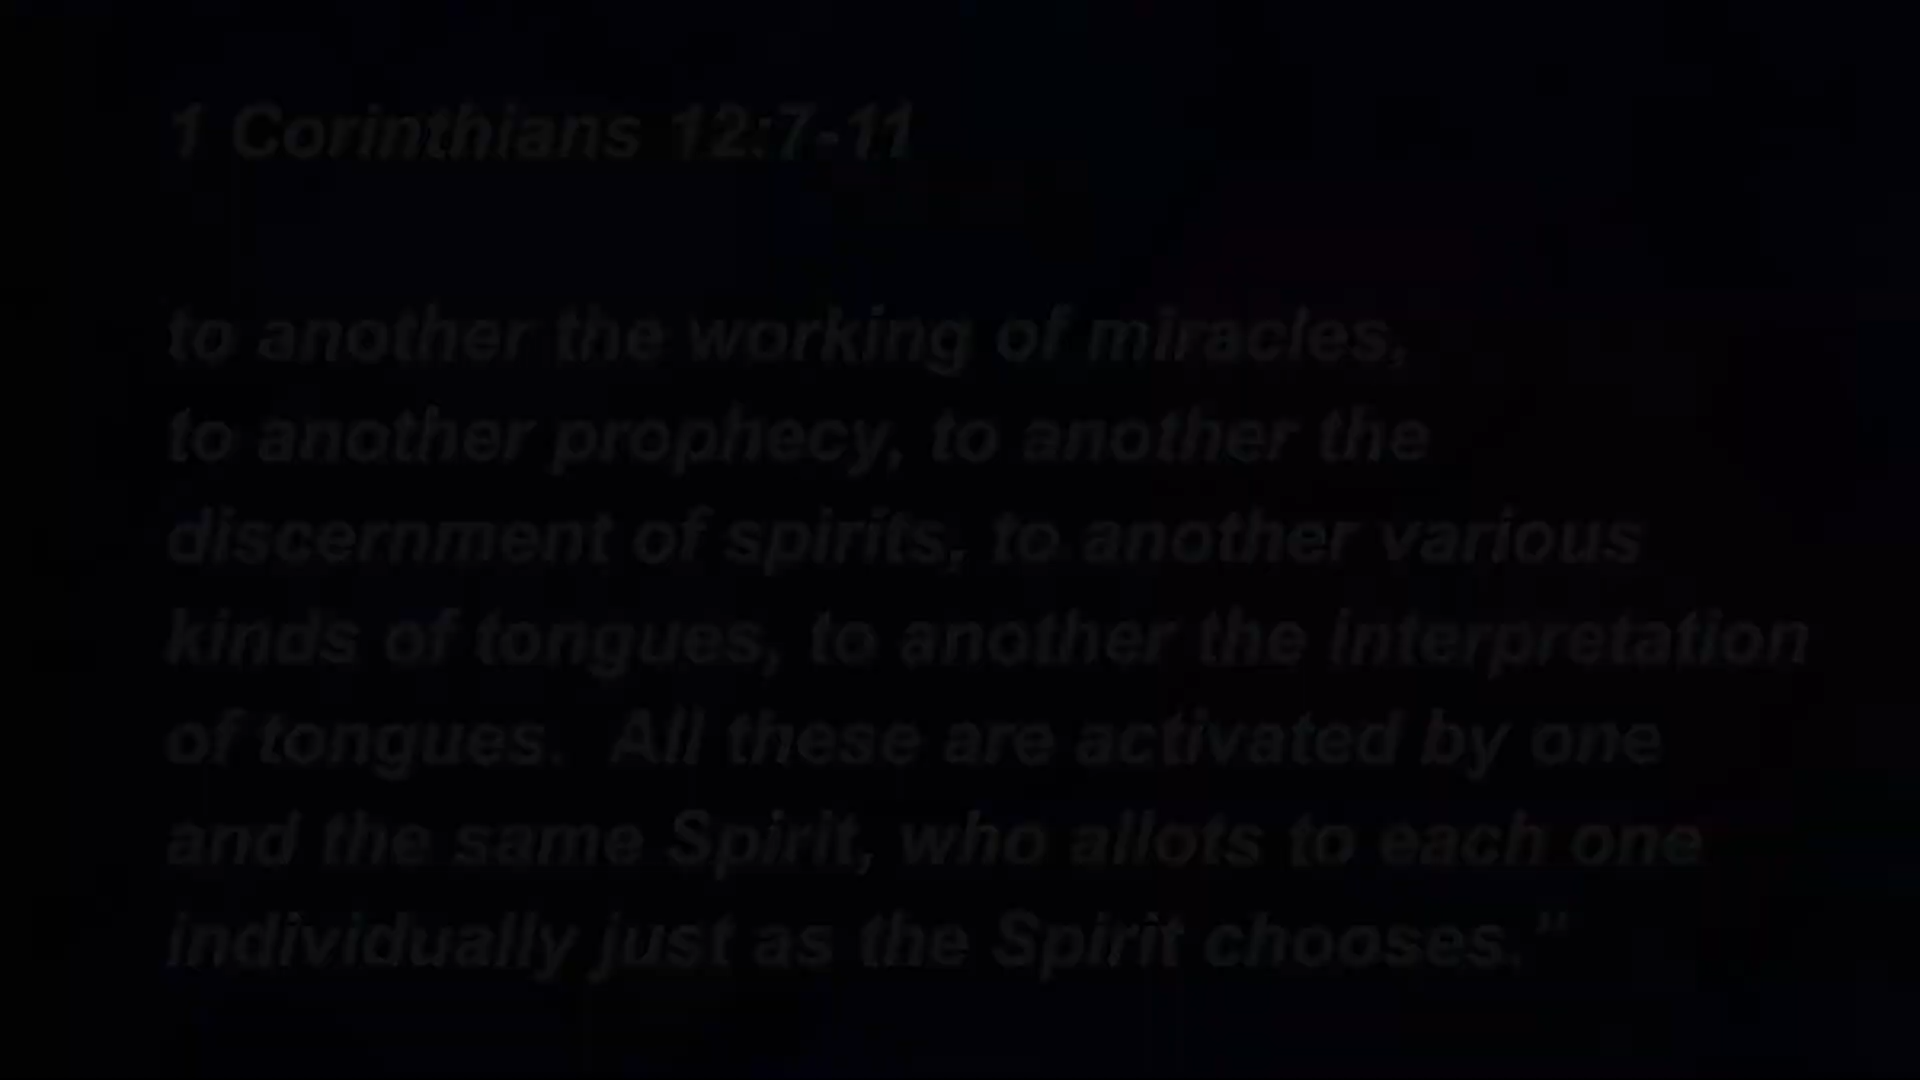 1 Corinthians 12:7-11
to another the working of miracles,
to another prophecy, to another the
discernment of spirits, to another various
kinds of tongues, to another the interpretation
of tongues.  All these are activated by one
and the same Spirit, who allots to each one
individually just as the Spirit chooses."